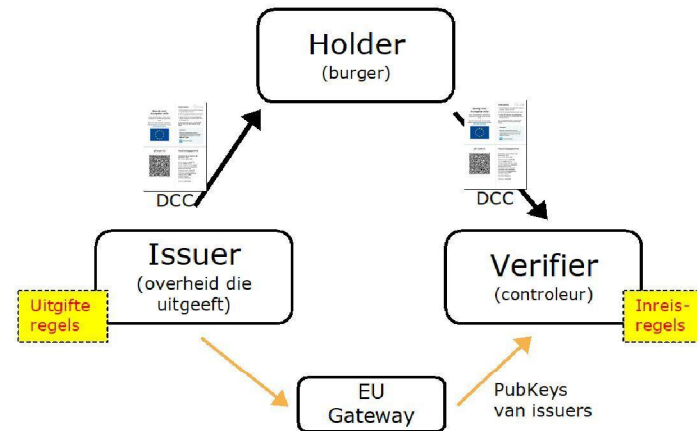 Holder
(burger)
DCC
DCC
Issuer
(overheid die
uitgeeft)
Uitgifte
regels
Verifier
(controleur)
Inreis-
regels
EU
Gateway
PubKeys
van issuers